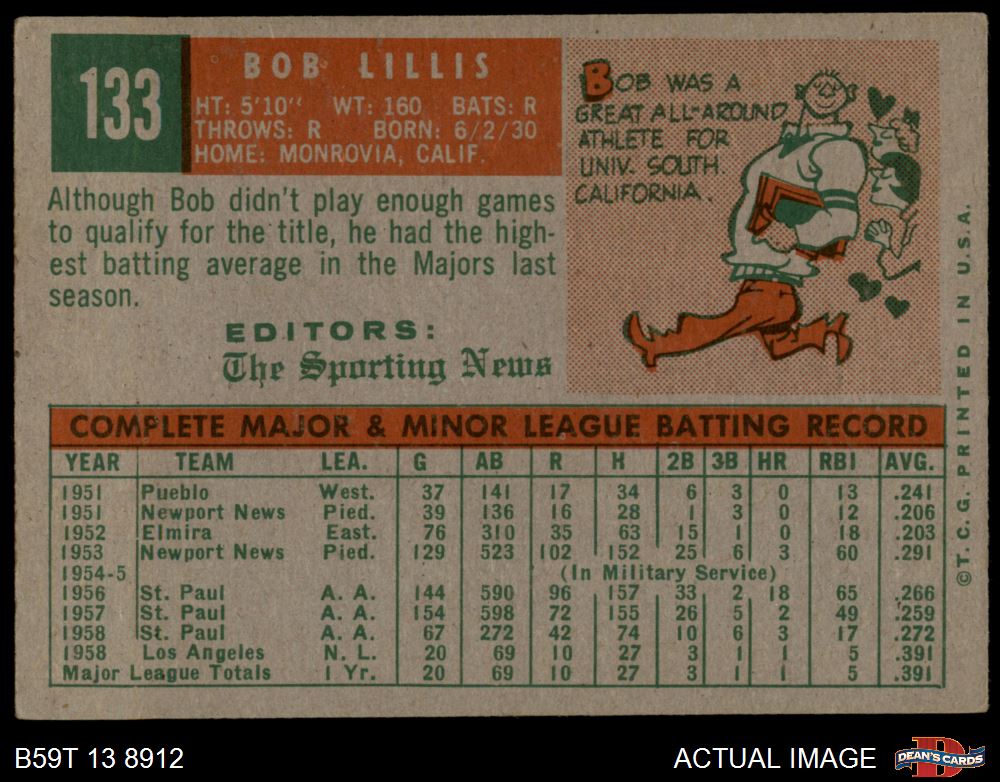 133
BOB LILLIS
HT: 5'10" WT: 160 BATS: R
THROWS: R BORN: 6/2/30
HOME: MONROVIA, CALIF.
Although Bob didn't play enough games
to qualify for the title, he had the high-
est batting average in the Majors last
season.
EDITORS:
The Sporting News
BOB WAS A
GREAT ALL-AROUND
ATHLETE FOR
UNIV. SOUTH
CALIFORNIA.
COMPLETE MAJOR & MINOR LEAGUE BATTING RECORD
YEAR TEAM LEA. G AB R H 2B 3B HR RBI AVG.
1951 Pueblo West. 37 141 17 34 6 3 0 13 .241
1951 Newport News Pied. 39 136 16 28 1 3 0 12 .206
1952 Elmira East. 76 310 35 63 15 1 0 18 .203
1953 Newport News Pied. 129 523 102 152 25 6 3 60 .291
1954-5 (In Military Service)
1956 St. Paul A. A. 144 590 96 157 33 2 18 65 .266
1957 St. Paul A. A. 154 598 72 155 26 5 2 49 .259
1958 St. Paul A. A. 67 272 42 74 10 6 3 17 .272
1958 Los Angeles N. L. 20 69 10 27 3 1 1 5 .391
Major League Totals 1 Yr. 20 69 10 27 3 1 1 5 .391
©T. C. G. PRINTED IN U.S.A.
B59T 13 8912
ACTUAL IMAGE
D
DEAN'S CARDS